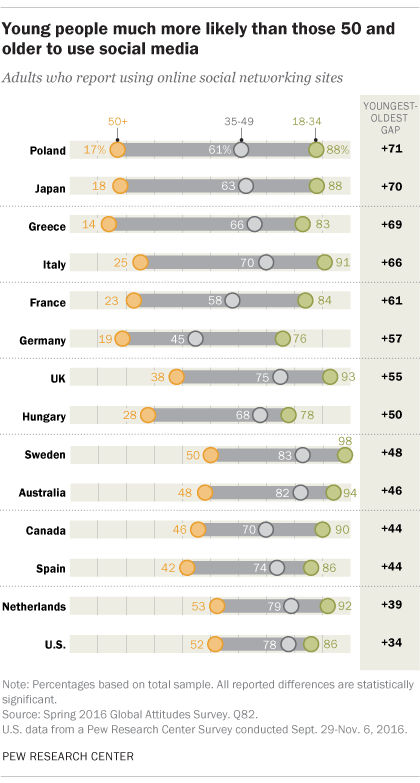 Young people much more likely than those 50 and
older to use social media
Adults who report using online social networking sites
YOUNGEST-
OLDEST
GAP
50+ 35-49 18-34
Poland 17% 61% 88% +71
Japan 18 63 88 +70
Greece 14 66 83 +69
Italy 25 70 91 +66
France 23 58 84 +61
Germany 19 45 76 +57
UK 38 75 93 +55
Hungary 28 68 78 +50
Sweden 50 83 98 +48
Australia 48 82 94 +46
Canada 46 70 90 +44
Spain 42 74 86 +44
Netherlands 53 79 92 +39
U.S. 52 78 86 +34
Note: Percentages based on total sample. All reported differences are statistically
significant.
Source: Spring 2016 Global Attitudes Survey. Q82.
U.S. data from a Pew Research Center Survey conducted Sept. 29-Nov. 6, 2016.
PEW RESEARCH CENTER